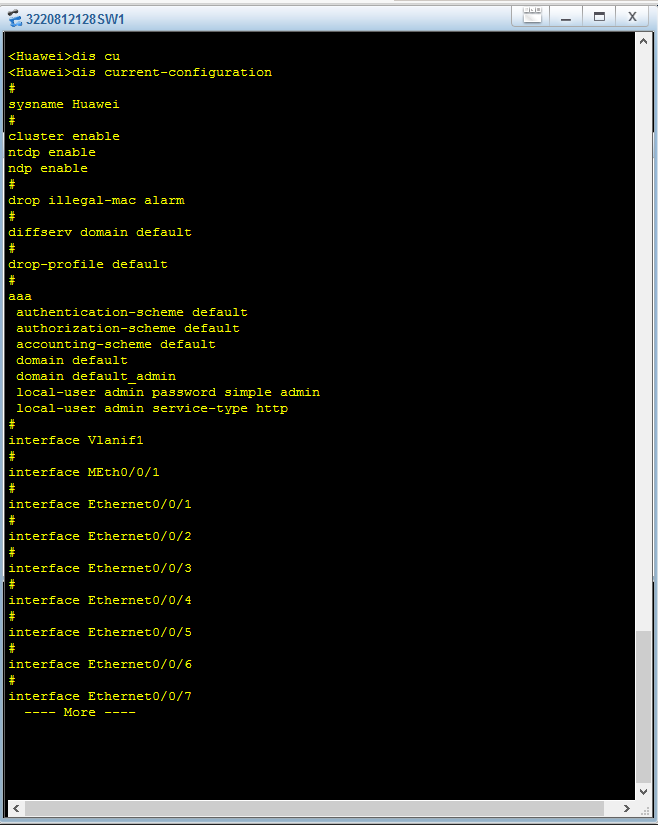 3220812128SW1
<Huawei>dis cu
<Huawei>dis current-configuration
#
sysname Huawei
#
cluster enable
ntdp enable
ndp enable
#
drop illegal-mac alarm
#
diffserv domain default
#
drop-profile default
#
aaa
 authentication-scheme default
 authorization-scheme default
 accounting-scheme default
 domain default
 domain default_admin
 local-user admin password simple admin
 local-user admin service-type http
#
interface Vlanif1
#
interface MEth0/0/1
#
interface Ethernet0/0/1
#
interface Ethernet0/0/2
#
interface Ethernet0/0/3
#
interface Ethernet0/0/4
#
interface Ethernet0/0/5
#
interface Ethernet0/0/6
#
interface Ethernet0/0/7
  ---- More ----